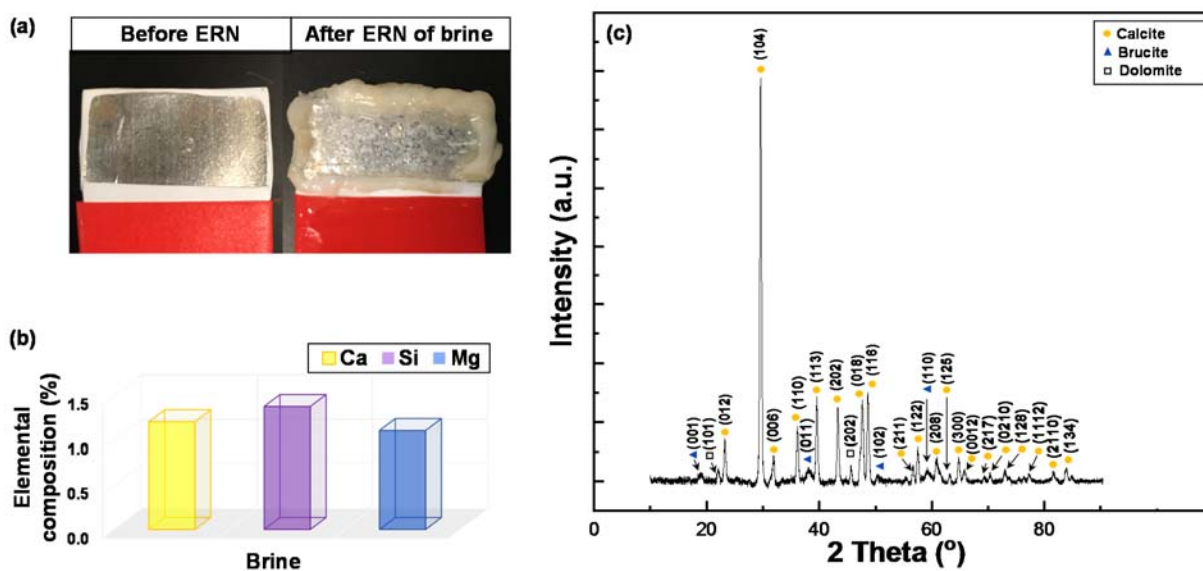 (a)
Before ERN
After ERN of brine
(b)
Ca
Si
Mg
Elemental
composition (%)
1.5
1.0
0.5
0.0
Brine
(c)
Calcite
Brucite
Dolomite
Intensity (a.u.)
(001)
(101)
(012)
(104)
(006)
(110)
(011)
(113)
(202)
(202)
(018)
(116)
(102)
(211)
(122)
(110)
(208)
(125)
(300)
(0012)
(217)
(0210)
(128)
(1112)
(2110)
(134)
0
20
40
60
80
2 Theta (º)